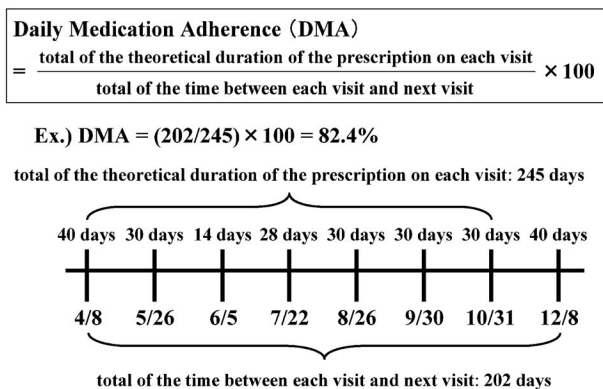 Daily Medication Adherence (DMA)
= total of the theoretical duration of the prescription on each visit
total of the time between each visit and next visit × 100
Ex.) DMA = (202/245) × 100 = 82.4%
total of the theoretical duration of the prescription on each visit: 245 days
40 days 30 days 14 days 28 days 30 days 30 days 30 days 40 days
4/8 5/26 6/5 7/22 8/26 9/30 10/31 12/8
total of the time between each visit and next visit: 202 days